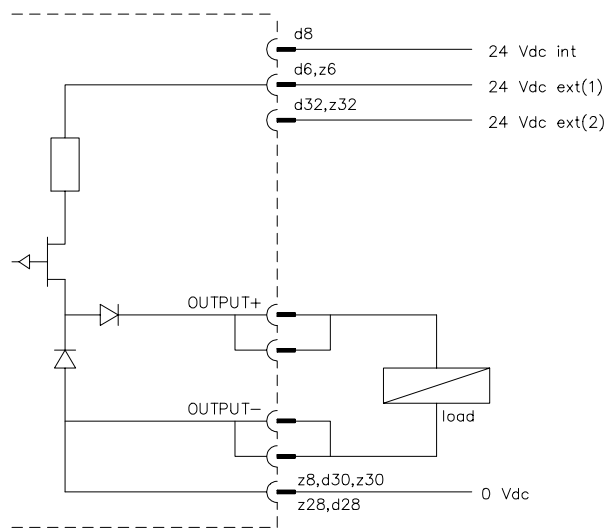 d8
24 Vdc int
d6,z6
24 Vdc ext(1)
d32,z32
24 Vdc ext(2)
OUTPUT+
OUTPUT−
load
z8,d30,z30
0 Vdc
z28,d28